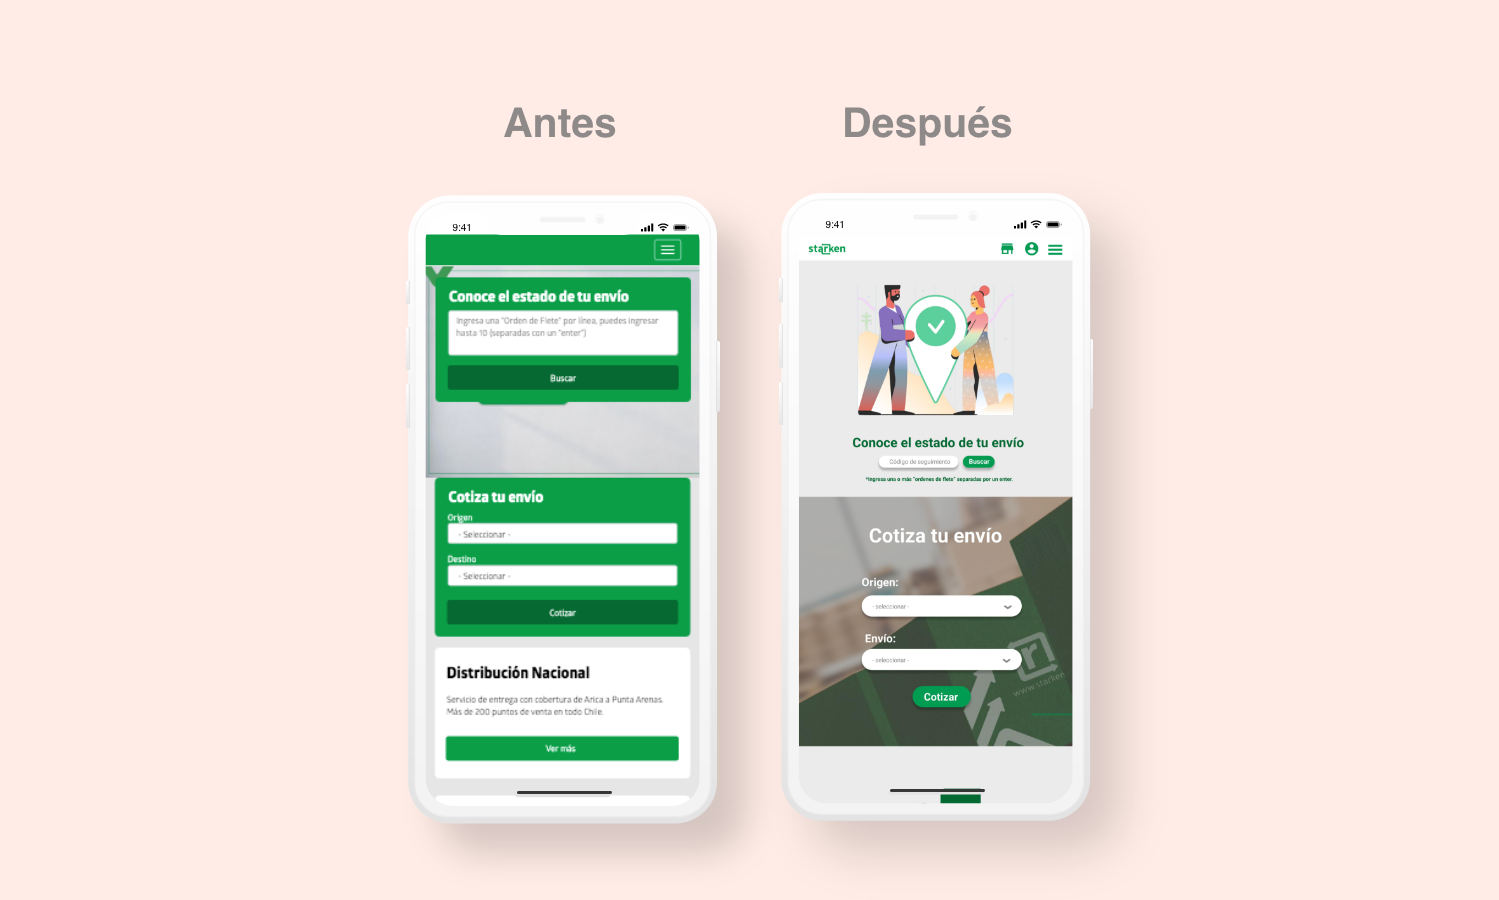 Antes
Después
9:41
Conoce el estado de tu envío
Ingresa una "Orden de Flete" por línea, puedes ingresar
hasta 10 (separadas con un "enter")
Buscar
Cotiza tu envío
Origen
- Seleccionar -
Destino
- Seleccionar -
Cotizar
Distribución Nacional
Servicio de entrega con cobertura de Arica a Punta Arenas.
Más de 200 puntos de venta en todo Chile.
Ver más
9:41
starken
Conoce el estado de tu envío
Código de seguimiento
Buscar
*Ingresa una o más "ordenes de flete" separadas por un enter.
Cotiza tu envío
Origen:
- seleccionar -
Envío:
- seleccionar -
Cotizar
www.starken